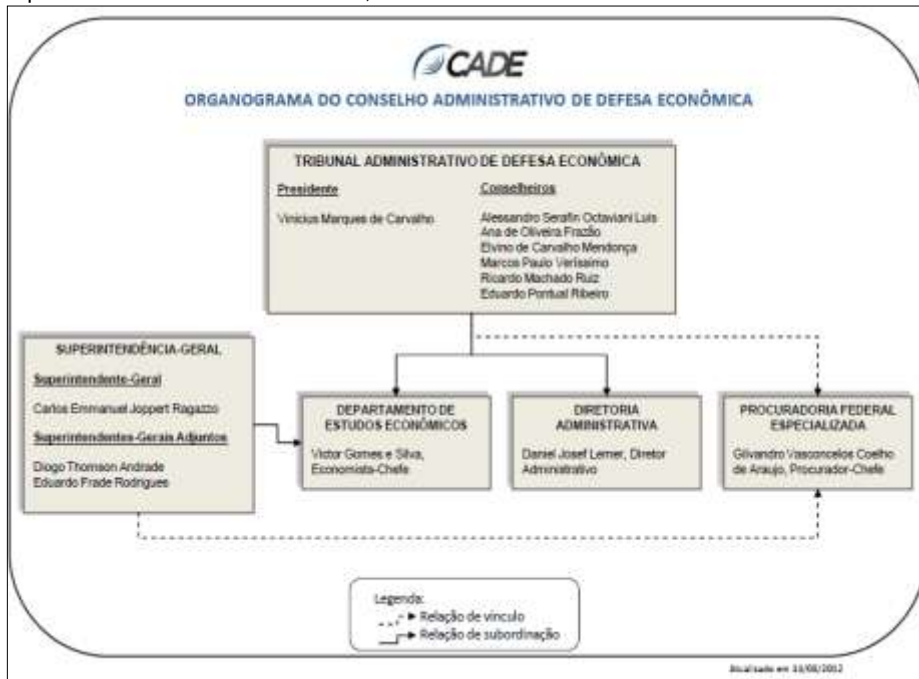 CADE
ORGANOGRAMA DO CONSELHO ADMINISTRATIVO DE DEFESA ECONÔMICA
TRIBUNAL ADMINISTRATIVO DE DEFESA ECONÔMICA
Presidente
Vinícius Marques de Carvalho
Conselheiros
Alessandro Serafin Octaviani Luis
Ana de Oliveira Frazão
Elvino de Carvalho Mendonça
Marcos Paulo Veríssimo
Ricardo Machado Ruiz
Eduardo Pontual Ribeiro
SUPERINTENDÊNCIA-GERAL
Superintendente-Geral
Carlos Emmanuel Joppert Ragazzo
Superintendentes-Gerais Adjuntos
Diogo Thomson Andrade
Eduardo Frade Rodrigues
DEPARTAMENTO DE
ESTUDOS ECONÔMICOS
Victor Gomes e Silva,
Economista-Chefe
DIRETORIA
ADMINISTRATIVA
Daniel Josef Lerner, Diretor
Administrativo
PROCURADORIA FEDERAL
ESPECIALIZADA
Gilvandro Vasconcelos Coelho
de Araujo, Procurador-Chefe
Legenda:
Relação de vínculo
Relação de subordinação
Atualizado em